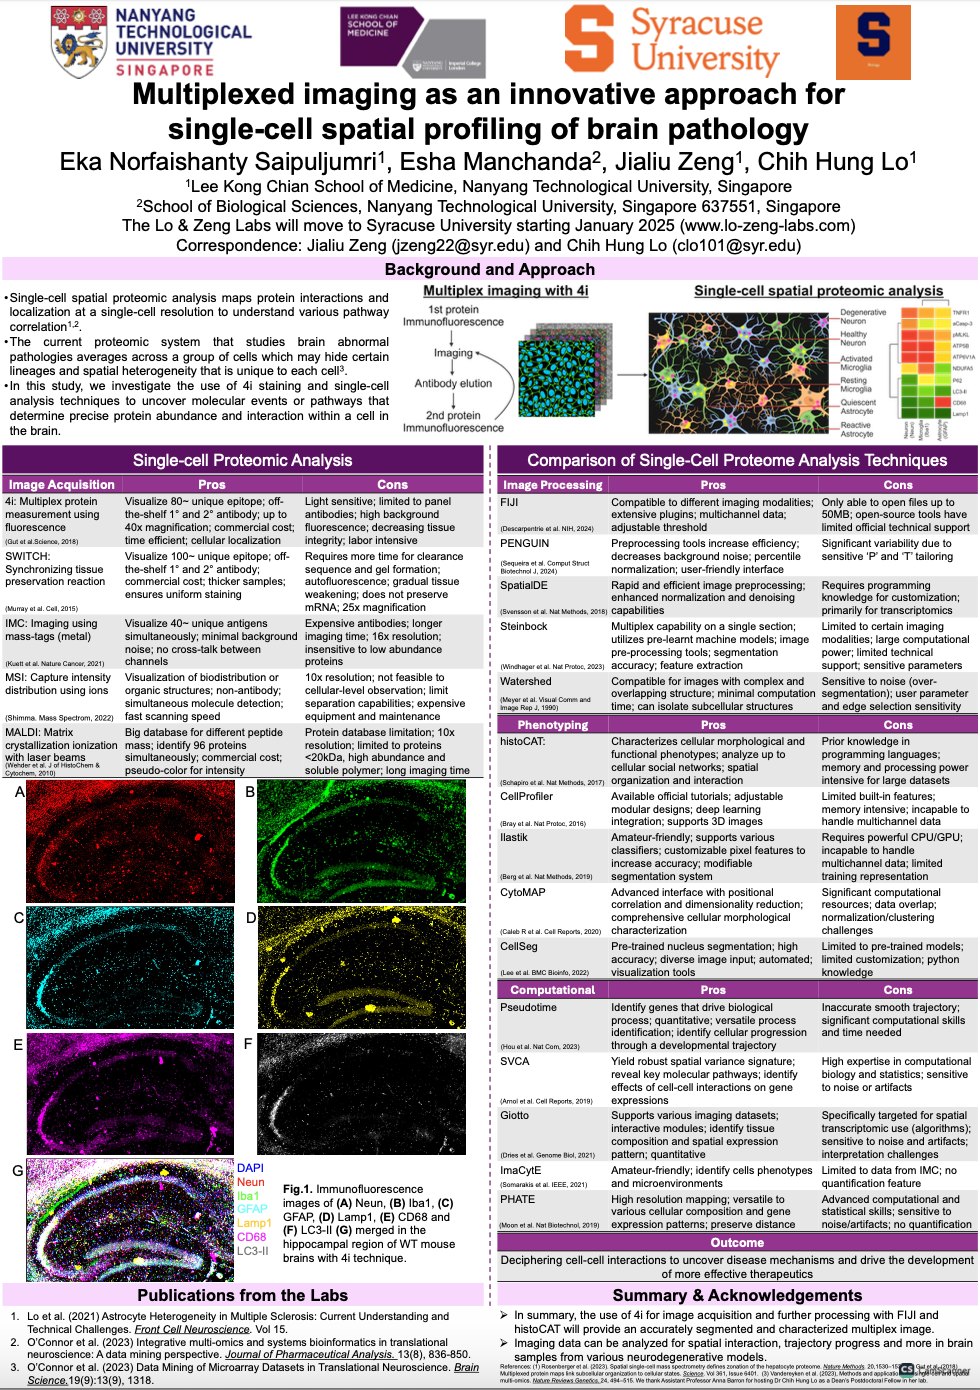 NANYANG
TECHNOLOGICAL
UNIVERSITY
SINGAPORE
LEE KONG CHIAN
SCHOOL OF
MEDICINE
Imperial College
London
Syracuse
University
S
Biology
Multiplexed imaging as an innovative approach for
single-cell spatial profiling of brain pathology
Eka Norfaishanty Saipuljumri1, Esha Manchanda2, Jialiu Zeng1, Chih Hung Lo1
1Lee Kong Chian School of Medicine, Nanyang Technological University, Singapore
2School of Biological Sciences, Nanyang Technological University, Singapore 637551, Singapore
The Lo & Zeng Labs will move to Syracuse University starting January 2025 (www.lo-zeng-labs.com)
Correspondence: Jialiu Zeng (jzeng22@syr.edu) and Chih Hung Lo (clo101@syr.edu)
Background and Approach
•Single-cell spatial proteomic analysis maps protein interactions and
localization at a single-cell resolution to understand various pathway
correlation1,2.
•The current proteomic system that studies brain abnormal
pathologies averages across a group of cells which may hide certain
lineages and spatial heterogeneity that is unique to each cell3.
•In this study, we investigate the use of 4i staining and single-cell
analysis techniques to uncover molecular events or pathways that
determine precise protein abundance and interaction within a cell in
the brain.
Multiplex imaging with 4i
1st protein
Immunofluorescence
Imaging
Antibody elution
2nd protein
Immunofluorescence
Single-cell spatial proteomic analysis
Degenerative
Neuron
Healthy
Neuron
Activated
Microglia
Resting
Microglia
Quiescent
Astrocyte
Reactive
Astrocyte
TNFR1
aCasp-3
pMLKL
ATP5B
ATP6V1A
NDUFA5
P62
LC3-II
CD68
Lamp1
Neuron
(Neun)
Microglia
(Iba1)
Astrocyte
(GFAP)
Single-cell Proteomic Analysis
Image Acquisition Pros Cons
4i: Multiplex protein
measurement using
fluorescence
(Gut et al.Science, 2018)
Visualize 80~ unique epitope; off-
the-shelf 1° and 2° antibody; up to
40x magnification; commercial cost;
time efficient; cellular localization
Light sensitive; limited to panel
antibodies; high background
fluorescence; decreasing tissue
integrity; labor intensive
SWITCH:
Synchronizing tissue
preservation reaction
(Murray et al. Cell, 2015)
Visualize 100~ unique epitope; off-
the-shelf 1° and 2° antibody;
commercial cost; thicker samples;
ensures uniform staining
Requires more time for clearance
sequence and gel formation;
autofluorescence; gradual tissue
weakening; does not preserve
mRNA; 25x magnification
IMC: Imaging using
mass-tags (metal)
(Kuett et al. Nature Cancer, 2021)
Visualize 40~ unique antigens
simultaneously; minimal background
noise; no cross-talk between
channels
Expensive antibodies; longer
imaging time; 16x resolution;
insensitive to low abundance
proteins
MSI: Capture intensity
distribution using ions
(Shimma. Mass Spectrom, 2022)
Visualization of biodistribution or
organic structures; non-antibody;
simultaneous molecule detection;
fast scanning speed
10x resolution; not feasible to
cellular-level observation; limit
separation capabilities; expensive
equipment and maintenance
MALDI: Matrix
crystallization ionization
with laser beams
(Wehder et al. J of HistoChem &
Cytochem, 2010)
Big database for different peptide
mass; identify 96 proteins
simultaneously; commercial cost;
pseudo-color for intensity
Protein database limitation; 10x
resolution; limited to proteins
<20kDa, high abundance and
soluble polymer; long imaging time
A
B
C
D
E
F
G
DAPI
Neun
Iba1
GFAP
Lamp1
CD68
LC3-II
Fig.1. Immunofluorescence
images of (A) Neun, (B) Iba1, (C)
GFAP, (D) Lamp1, (E) CD68 and
(F) LC3-II (G) merged in the
hippocampal region of WT mouse
brains with 4i technique.
Publications from the Labs
1. Lo et al. (2021) Astrocyte Heterogeneity in Multiple Sclerosis: Current Understanding and
Technical Challenges. Front Cell Neuroscience. Vol 15.
2. O'Connor et al. (2023) Integrative multi-omics and systems bioinformatics in translational
neuroscience: A data mining perspective. Journal of Pharmaceutical Analysis. 13(8), 836-850.
3. O'Connor et al. (2023) Data Mining of Microarray Datasets in Translational Neuroscience. Brain
Science.19(9):13(9), 1318.
Comparison of Single-Cell Proteome Analysis Techniques
Image Processing Pros Cons
FIJI
(Descarpentrie et al. NIH, 2024)
Compatible to different imaging modalities;
extensive plugins; multichannel data;
adjustable threshold
Only able to open files up to
50MB; open-source tools have
limited official technical support
PENGUIN
(Sequeira et al. Comput Struct
Biotechnol J, 2024)
Preprocessing tools increase efficiency;
decreases background noise; percentile
normalization; user-friendly interface
Significant variability due to
sensitive 'P' and 'T' tailoring
SpatialDE
(Svensson et al. Nat Methods, 2018)
Rapid and efficient image preprocessing;
enhanced normalization and denoising
capabilities
Requires programming
knowledge for customization;
primarily for transcriptomics
Steinbock
(Windhager et al. Nat Protoc, 2023)
Multiplex capability on a single section;
utilizes pre-learnt machine models; image
pre-processing tools; segmentation
accuracy; feature extraction
Limited to certain imaging
modalities; large computational
power; limited technical
support; sensitive parameters
Watershed
(Meyer et al. Visual Comm and
Image Rep J, 1990)
Compatible for images with complex and
overlapping structure; minimal computation
time; can isolate subcellular structures
Sensitive to noise (over-
segmentation); user parameter
and edge selection sensitivity
Phenotyping Pros Cons
histoCAT:
(Schapiro et al. Nat Methods, 2017)
Characterizes cellular morphological and
functional phenotypes; analyze up to
cellular social networks; spatial
organization and interaction
Prior knowledge in
programming languages;
memory and processing power
intensive for large datasets
CellProfiler
(Bray et al. Nat Protoc, 2016)
Available official tutorials; adjustable
modular designs; deep learning
integration; supports 3D images
Limited built-in features;
memory intensive; incapable to
handle multichannel data
Ilastik
(Berg et al. Nat Methods, 2019)
Amateur-friendly; supports various
classifiers; customizable pixel features to
increase accuracy; modifiable
segmentation system
Requires powerful CPU/GPU;
incapable to handle
multichannel data; limited
training representation
CytoMAP
(Caleb R et al. Cell Reports, 2020)
Advanced interface with positional
correlation and dimensionality reduction;
comprehensive cellular morphological
characterization
Significant computational
resources; data overlap;
normalization/clustering
challenges
CellSeg
(Lee et al. BMC Bioinfo, 2022)
Pre-trained nucleus segmentation; high
accuracy; diverse image input; automated;
visualization tools
Limited to pre-trained models;
limited customization; python
knowledge
Computational Pros Cons
Pseudotime
(Hou et al. Nat Com, 2023)
Identify genes that drive biological
process; quantitative; versatile process
identification; identify cellular progression
through a developmental trajectory
Inaccurate smooth trajectory;
significant computational skills
and time needed
SVCA
(Arnol et al. Cell Reports, 2019)
Yield robust spatial variance signature;
reveal key molecular pathways; identify
effects of cell-cell interactions on gene
expressions
High expertise in computational
biology and statistics; sensitive
to noise or artifacts
Giotto
(Dries et al. Genome Biol, 2021)
Supports various imaging datasets;
interactive modules; identify tissue
composition and spatial expression
pattern; quantitative
Specifically targeted for spatial
transcriptomic use (algorithms);
sensitive to noise and artifacts;
interpretation challenges
ImaCytE
(Somarakis et al. IEEE, 2021)
Amateur-friendly; identify cells phenotypes
and microenvironments
Limited to data from IMC; no
quantification feature
PHATE
(Moon et al. Nat Biotechnol, 2019)
High resolution mapping; versatile to
various cellular composition and gene
expression patterns; preserve distance
Advanced computational and
statistical skills; sensitive to
noise/artifacts; no quantification
Outcome
Deciphering cell-cell interactions to uncover disease mechanisms and drive the development
of more effective therapeutics
Summary & Acknowledgements
➢ In summary, the use of 4i for image acquisition and further processing with FIJI and
histoCAT will provide an accurately segmented and characterized multiplex image.
➢ Imaging data can be analyzed for spatial interaction, trajectory progress and more in brain
samples from various neurodegenerative models.
References: (1) Rosenberger et al. (2023). Spatial single-cell mass spectrometry defines zonation of the hepatocyte proteome. Nature Methods. 20,1530–
Multiplexed protein maps link subcellular organization to cellular states. Science. Vol 361, Issue 6401. (3) Vandereyken et al. (2023), Methods and
multi-omics. Nature Reviews Genetics, 24, 494–515. We thank Assistant Professor Anna Barron for hosting Dr Chih Hung Lo as a Dean's Postdoctoral Fellow in her lab.
CS CamScanner